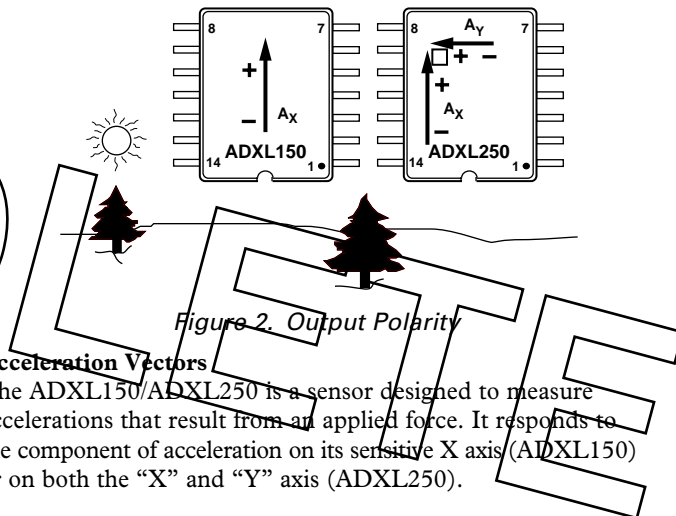 8 7
+
− AX
ADXL150
14 1
8 AY 7
+ −
+
AX
−
ADXL250
14 1
Figure 2. Output Polarity
cceleration Vectors
he ADXL150/ADXL250 is a sensor designed to measure
ccelerations that result from an applied force. It responds to
e component of acceleration on its sensitive X axis (ADXL150)
r on both the “X” and “Y” axis (ADXL250).
LETE